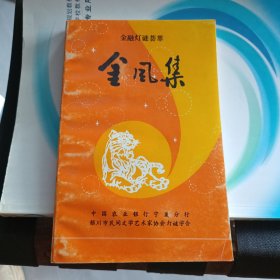 金融灯谜荟萃
金凤集
中国农业银行宁夏分行
银川市民间文学艺术家协会灯谜学会